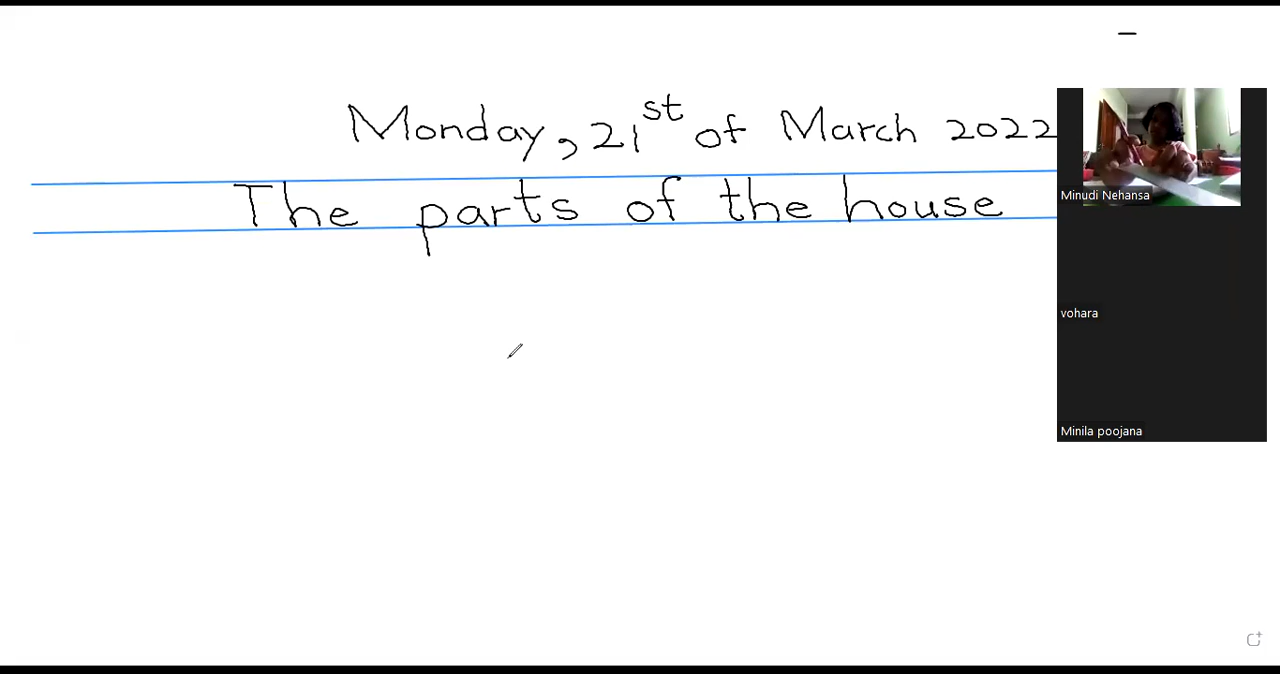 Monday, 21st of March 2022
The parts of the house
Minudi Nehansa
vohara
Minila poojana